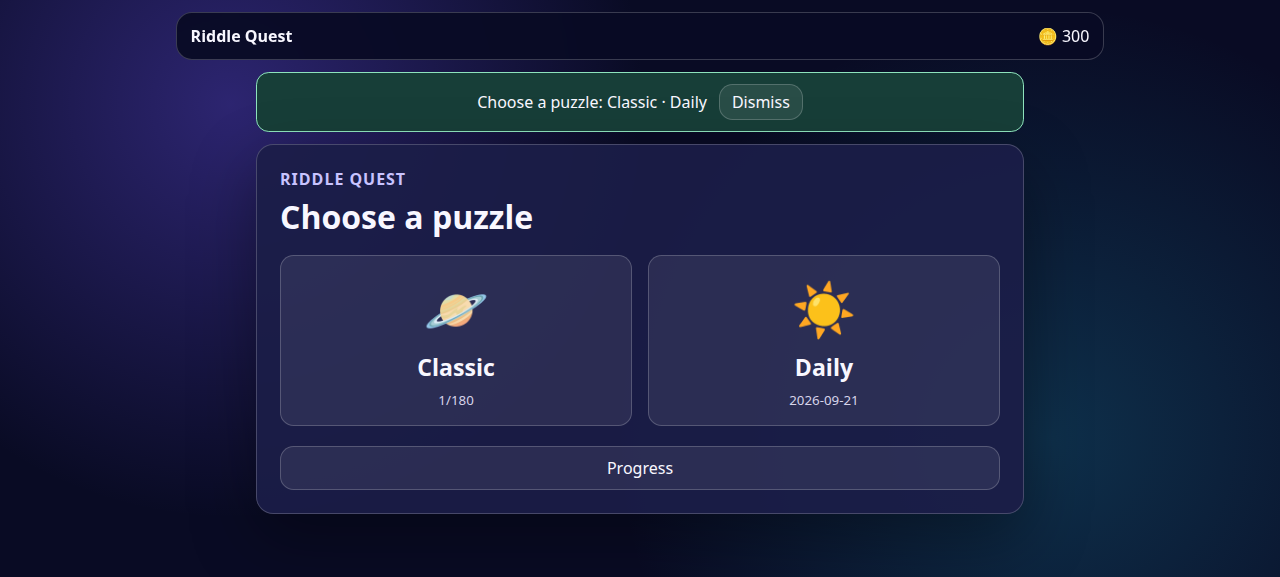 Riddle Quest
300
Choose a puzzle: Classic · Daily
Dismiss
RIDDLE QUEST
Choose a puzzle
Classic
1/180
Daily
2026-09-21
Progress